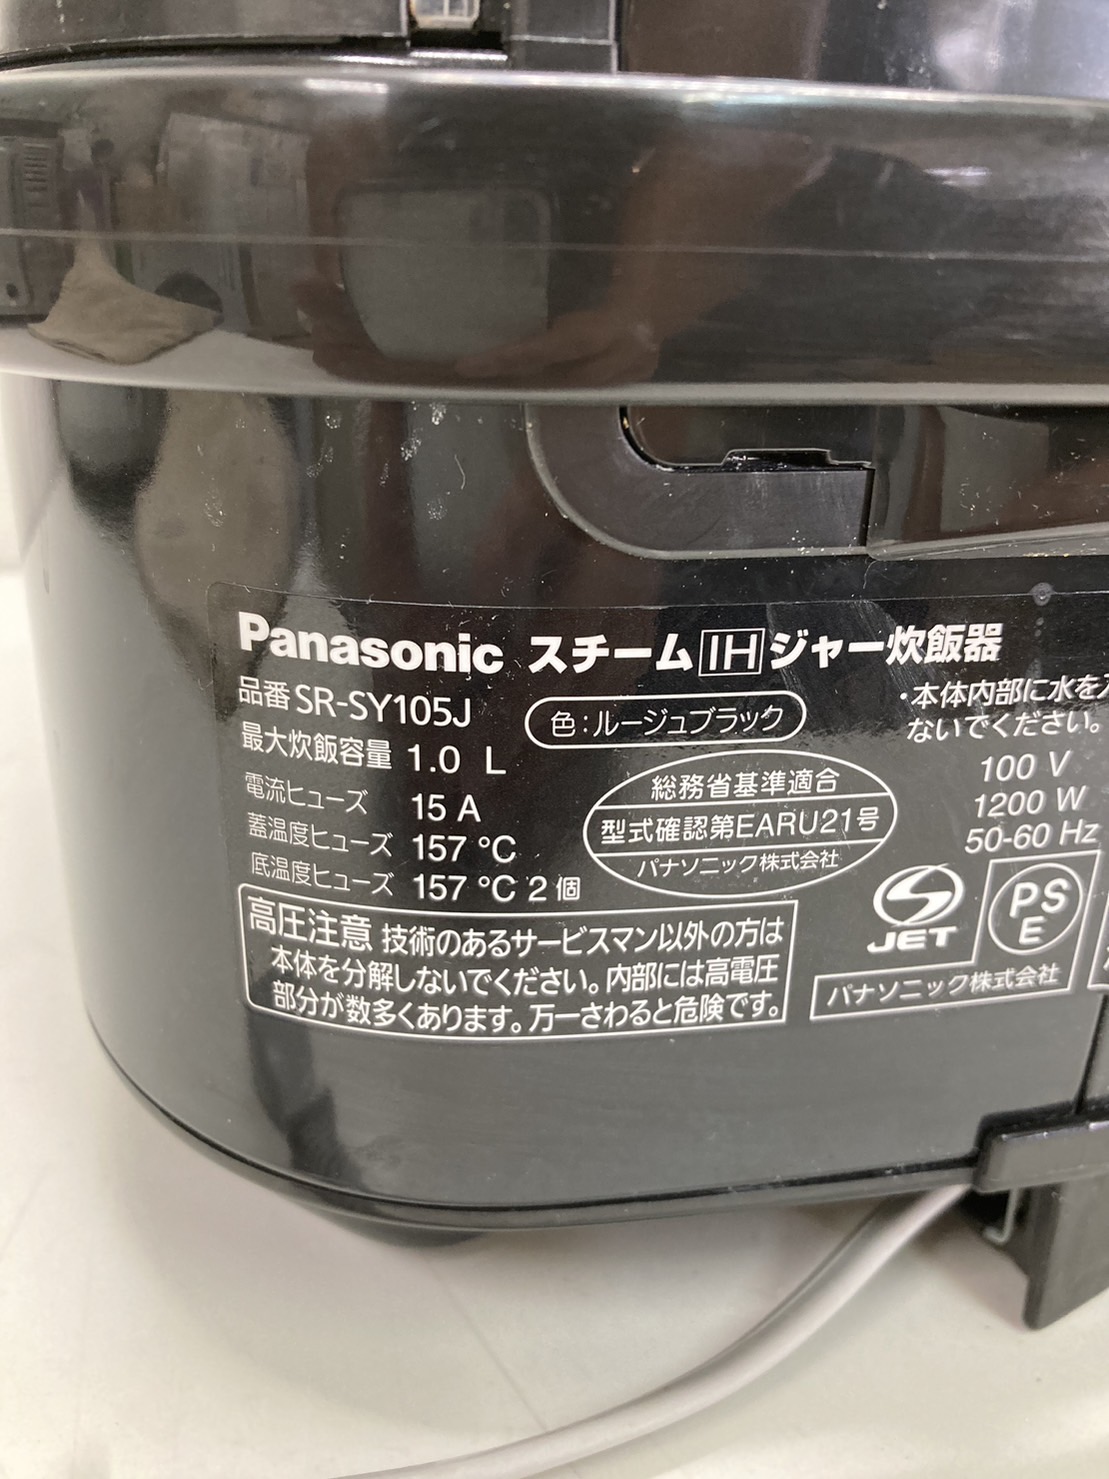 Panasonic スチームIHジャー炊飯器
品番 SR-SY105J
色：ルージュブラック
最大炊飯容量 1.0 L
電流ヒューズ 15 A
蓋温度ヒューズ 157 ℃
底温度ヒューズ 157 ℃ 2 個
総務省基準適合
型式確認第EARU21号
パナソニック株式会社
・本体内部に水を
ないでください。
100 V
1200 W
50-60 Hz
JET
PS
E
パナソニック株式会社
高圧注意 技術のあるサービスマン以外の方は
本体を分解しないでください。内部には高電圧
部分が数多くあります。万一さわると危険です。